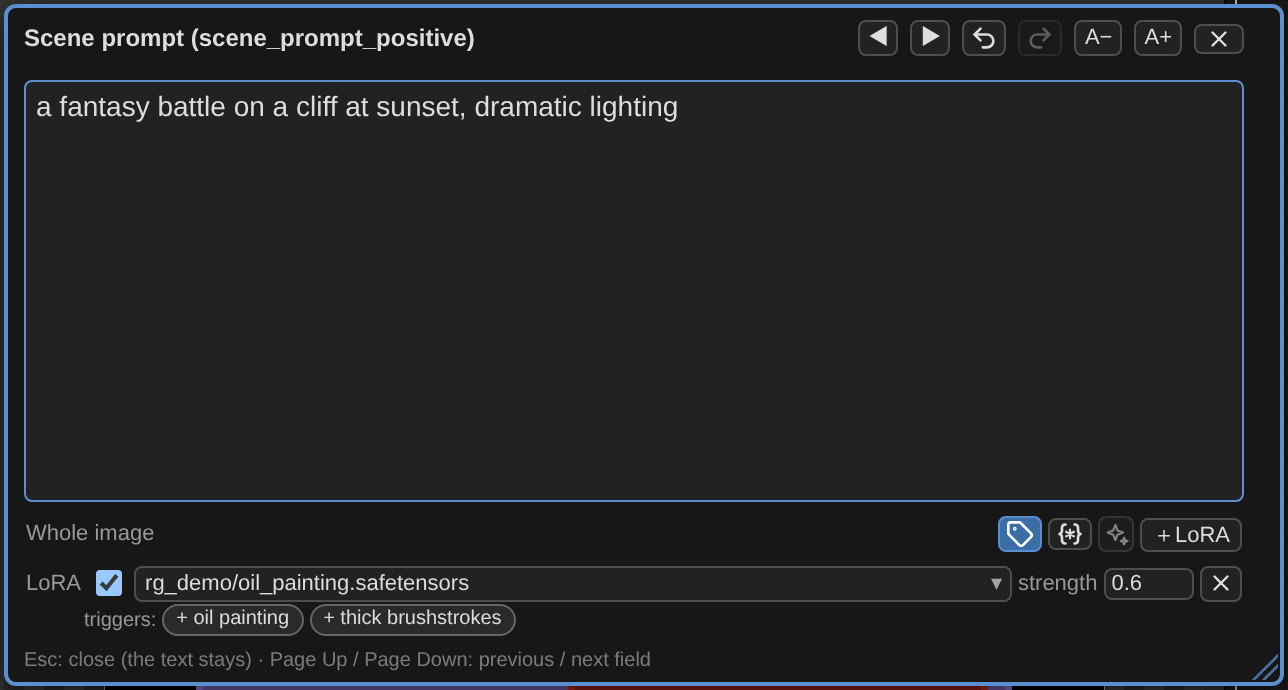 Scene prompt (scene_prompt_positive) ◀ ▶ A− A+
a fantasy battle on a cliff at sunset, dramatic lighting
Whole image {*} +LoRA
LoRA rg_demo/oil_painting.safetensors ▾ strength 0.6
triggers: + oil painting + thick brushstrokes
Esc: close (the text stays) · Page Up / Page Down: previous / next field